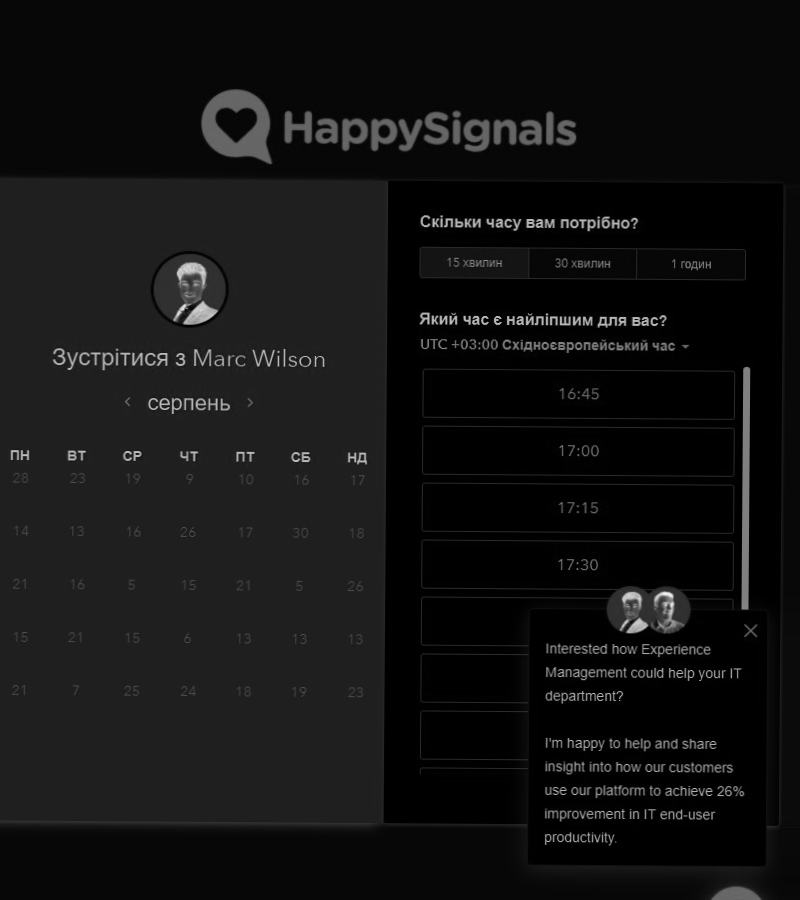 HappySignals
Зустрітися з Marc Wilson
серпень
ПН ВТ СР ЧТ ПТ СБ НД
28 23 19 9 10 16 17
14 13 16 26 17 30 18
21 16 5 15 21 5 26
15 21 15 6 13 13 13
21 7 25 24 18 19 23
Скільки часу вам потрібно?
15 хвилин 30 хвилин 1 годин
Який час є найліпшим для вас?
UTC +03:00 Східноєвропейський час
16:45
17:00
17:15
17:30
Interested how Experience
Management could help your IT
department?
I'm happy to help and share
insight into how our customers
use our platform to achieve 26%
improvement in IT end-user
productivity.